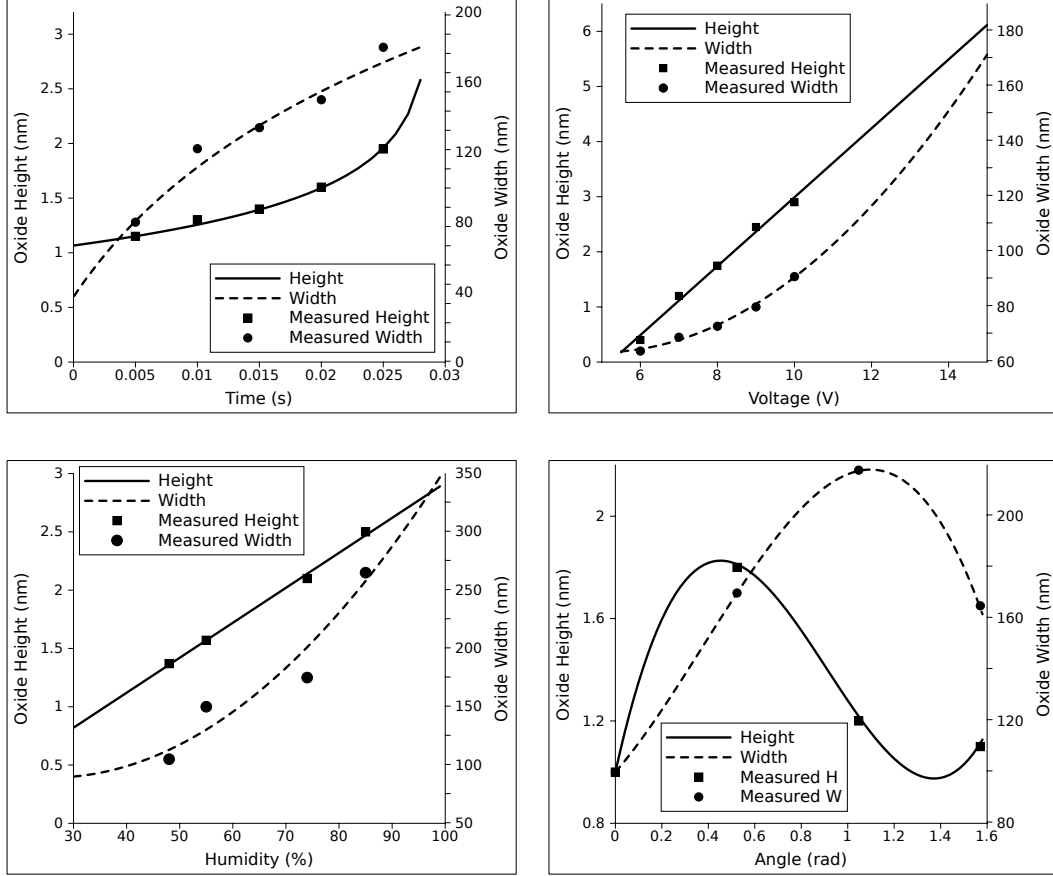 Oxide Height (nm)
3
2.5
2
1.5
1
0.5
0
200
160
120
80
40
0
Oxide Width (nm)
Height
Width
Measured Height
Measured Width
0 0.005 0.01 0.015 0.02 0.025 0.03
Time (s)
Oxide Height (nm)
6
5
4
3
2
1
0
180
160
140
120
100
80
60
Oxide Width (nm)
Height
Width
Measured Height
Measured Width
6 8 10 12 14
Voltage (V)
Oxide Height (nm)
3
2.5
2
1.5
1
0.5
0
350
300
250
200
150
100
50
Oxide Width (nm)
Height
Width
Measured Height
Measured Width
30 40 50 60 70 80 90 100
Humidity (%)
Oxide Height (nm)
2
1.6
1.2
0.8
200
160
120
80
Oxide Width (nm)
Height
Width
Measured H
Measured W
0 0.2 0.4 0.6 0.8 1 1.2 1.4 1.6
Angle (rad)